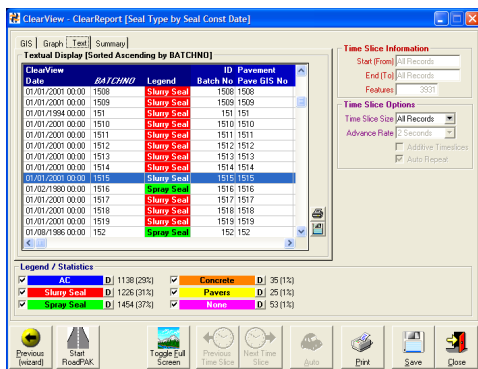 ClearView - ClearReport [Seal Type by Seal Const Date]
GIS Graph Text Summary
Textual Display [Sorted Ascending by BATCHNO]
ClearView ID Pavement
Date BATCHNO Legend Batch No Pave GIS No
01/01/2001 00:00 1508 Slurry Seal 1508 1508
01/01/2001 00:00 1509 Slurry Seal 1509 1509
01/01/1994 00:00 151 Slurry Seal 151 151
01/01/2001 00:00 1510 Slurry Seal 1510 1510
01/01/2001 00:00 1511 Slurry Seal 1511 1511
01/01/2001 00:00 1512 Slurry Seal 1512 1512
01/01/2001 00:00 1513 Slurry Seal 1513 1513
01/01/2001 00:00 1514 Slurry Seal 1514 1514
01/01/2001 00:00 1515 Slurry Seal 1515 1515
01/02/1980 00:00 1516 Spray Seal 1516 1516
01/01/2001 00:00 1517 Slurry Seal 1517 1517
01/01/2001 00:00 1518 Slurry Seal 1518 1518
01/01/2001 00:00 1519 Slurry Seal 1519 1519
01/08/1986 00:00 152 Spray Seal 152 152
Time Slice Information
Start (From) All Records
End (To) All Records
Features 3931
Time Slice Options
Time Slice Size All Records
Advance Rate 2 Seconds
Additive Timeslices
Auto Repeat
Legend / Statistics
AC D 1138 (29%) Concrete D 35 (1%)
Slurry Seal D 1226 (31%) Pavers D 25 (1%)
Spray Seal D 1454 (37%) None D 53 (1%)
Previous (wizard)
Start RoadPAK
Toggle Full Screen
Previous Time Slice
Next Time Slice
Auto
Print
Save
Close